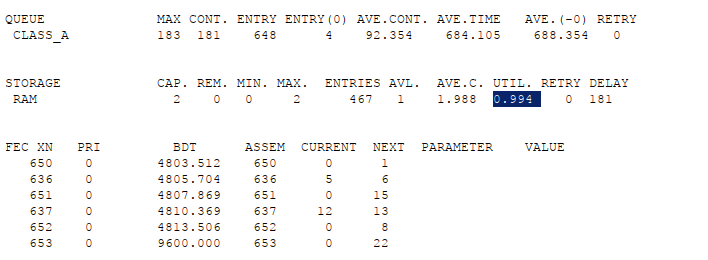 QUEUE MAX CONT. ENTRY ENTRY(0) AVE.CONT. AVE.TIME AVE.(-0) RETRY
CLASS_A 183 181 648 4 92.354 684.105 688.354 0
STORAGE CAP. REM. MIN. MAX. ENTRIES AVL. AVE.C. UTIL. RETRY DELAY
RAM 2 0 0 2 467 1 1.988 0.994 0 181
FEC XN PRI BDT ASSEM CURRENT NEXT PARAMETER VALUE
650 0 4803.512 650 0 1
636 0 4805.704 636 5 6
651 0 4807.869 651 0 15
637 0 4810.369 637 12 13
652 0 4813.506 652 0 8
653 0 9600.000 653 0 22